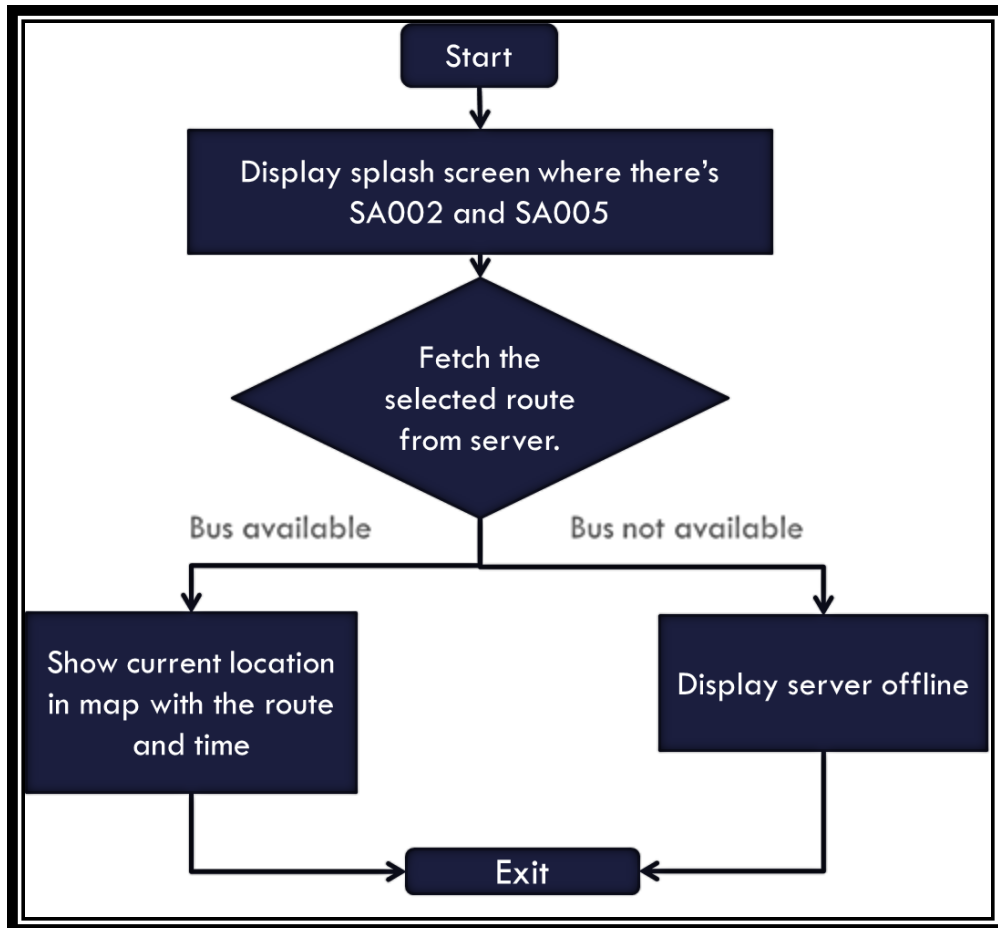 Start
Display splash screen where there's
SA002 and SA005
Fetch the
selected route
from server.
Bus available
Bus not available
Show current location
in map with the route
and time
Display server offline
Exit